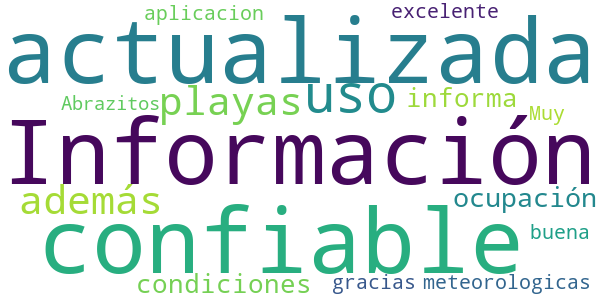 aplicacion excelente
actualizada
Abrazitos playas uso informa Muy
Información
además ocupación
confiable buena
condiciones gracias meteorologicas